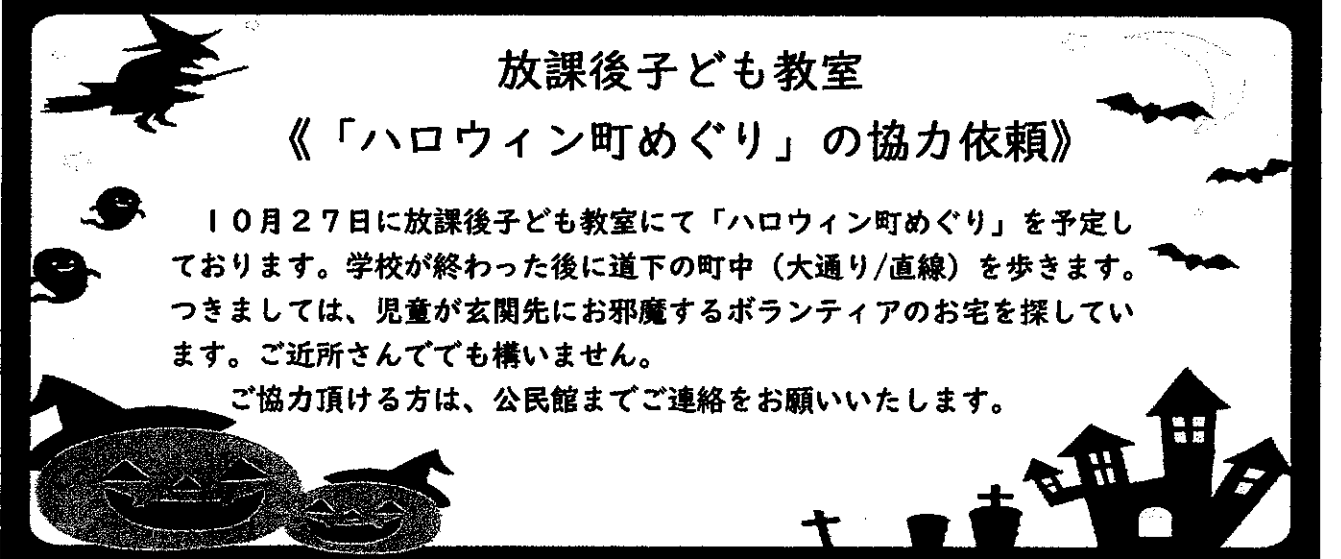 放課後子ども教室
《「ハロウィン町めぐり」の協力依頼》
１０月２７日に放課後子ども教室にて「ハロウィン町めぐり」を予定し
ております。学校が終わった後に道下の町中（大通り/直線）を歩きます。
つきましては、児童が玄関先にお邪魔するボランティアのお宅を探してい
ます。ご近所さんででも構いません。
ご協力頂ける方は、公民館までご連絡をお願いいたします。